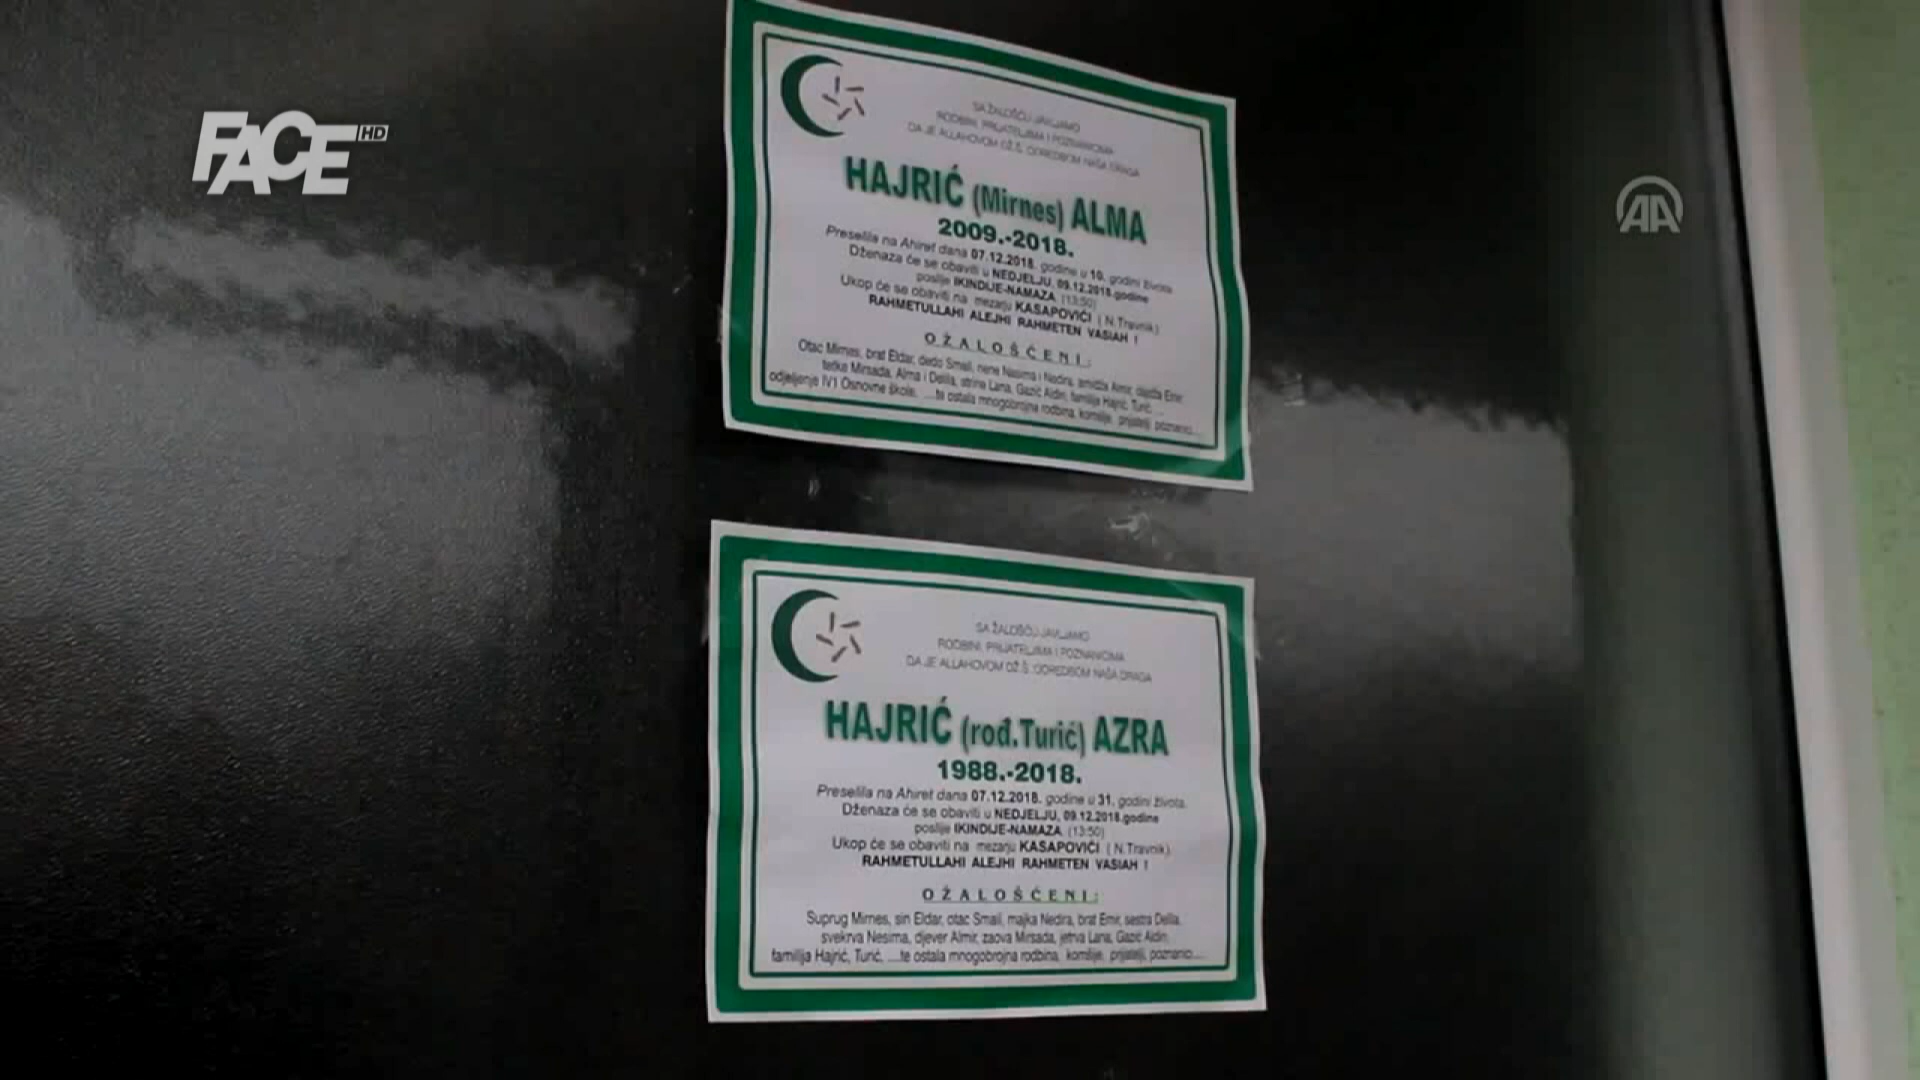 FACE HD
AA
SA ŽALOŠĆU JAVLJAMO
RODBINI, PRIJATELJIMA I POZNANICIMA
DA JE ALLAHOVOM DŽ.Š. ODREDBOM NAŠA DRAGA
HAJRIĆ (Mirnes) ALMA
2009.-2018.
Preselila na Ahiret dana 07.12.2018. godine u 10. godini života
Dženaza će se obaviti u NEDJELJU, 09.12.2018.godine
poslije IKINDIJE-NAMAZA (13:50)
Ukop će se obaviti na mezarju KASAPOVIĆI ( N.Travnik)
RAHMETULLAHI ALEJHI RAHMETEN VASIAH !
OŽALOŠĆENI:
Otac Mirnes, brat Eldar, dedo Smail, nene Nesima i Nedira, amidža Almir, dajdža Emir
tetke Mirsada, Alma i Delila, strina Lana, Gazić Aldin, familija Hajrić, Turić, ...
odjeljenje IV1 Osnovne škole, ....te ostala mnogobrojna rodbina, komšije, prijatelji, poznanici....
SA ŽALOŠĆU JAVLJAMO
RODBINI, PRIJATELJIMA I POZNANICIMA
DA JE ALLAHOVOM DŽ.Š. ODREDBOM NAŠA DRAGA
HAJRIĆ (rođ.Turić) AZRA
1988.-2018.
Preselila na Ahiret dana 07.12.2018. godine u 31. godini života.
Dženaza će se obaviti u NEDJELJU, 09.12.2018.godine
poslije IKINDIJE-NAMAZA (13:50)
Ukop će se obaviti na mezarju KASAPOVIĆI ( N.Travnik)
RAHMETULLAHI ALEJHI RAHMETEN VASIAH !
OŽALOŠĆENI:
Suprug Mirnes, sin Eldar, otac Smail, majka Nedira, brat Emir, sestra Delila,
svekrva Nesima, djever Almir, zaova Mirsada, jetrva Lana, Gazić Aldin,
familija Hajrić, Turić, ....te ostala mnogobrojna rodbina, komšije, prijatelji, poznanici....